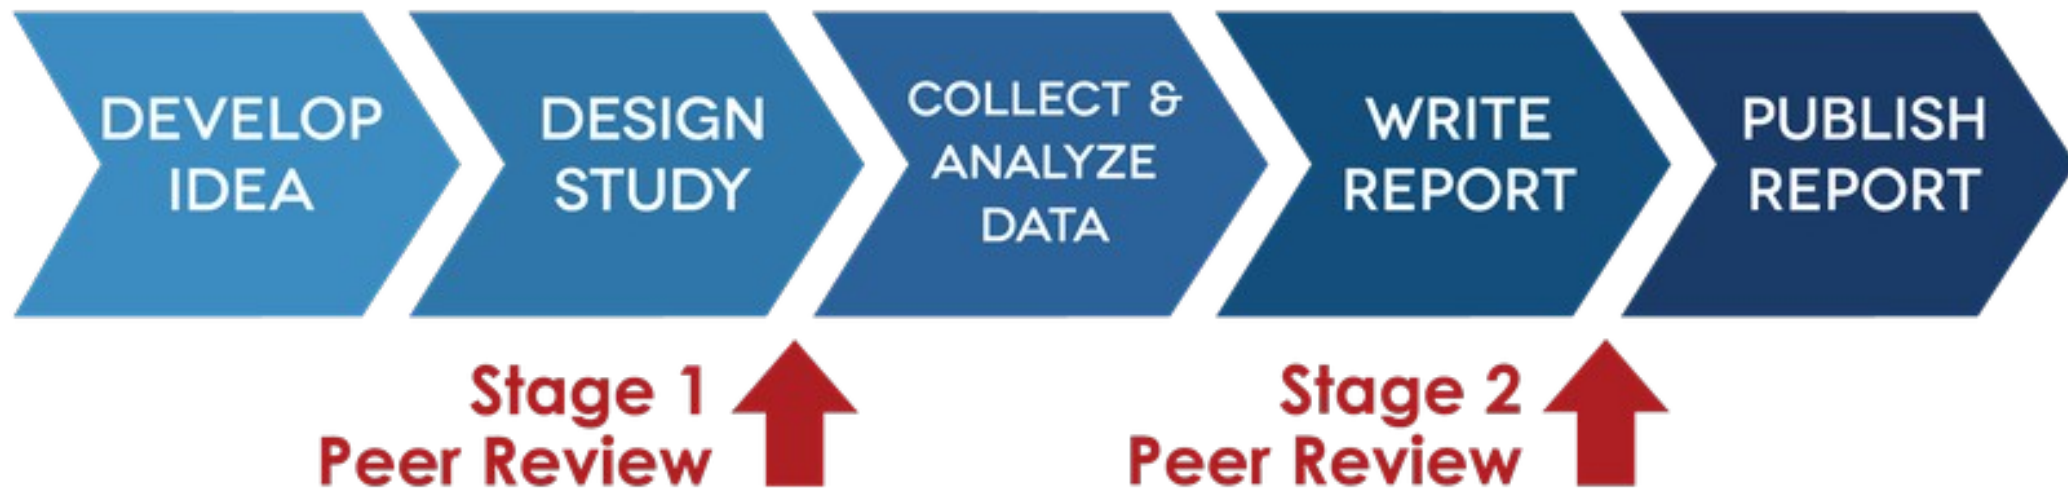 DEVELOP
IDEA
DESIGN
STUDY
COLLECT &
ANALYZE
DATA
WRITE
REPORT
PUBLISH
REPORT
Stage 1
Peer Review
Stage 2
Peer Review